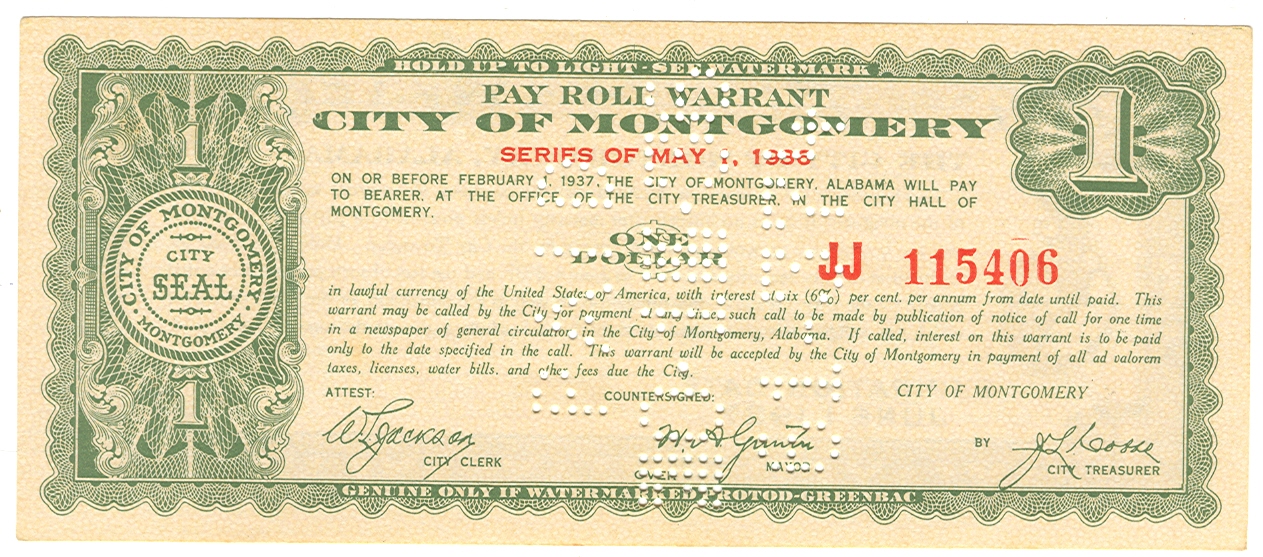 HOLD UP TO LIGHT - SEE WATERMARK
PAY ROLL WARRANT
CITY OF MONTGOMERY
SERIES OF MAY 1, 1936
1
1
ON OR BEFORE FEBRUARY 1, 1937, THE CITY OF MONTGOMERY, ALABAMA WILL PAY
TO BEARER, AT THE OFFICE OF THE CITY TREASURER, IN THE CITY HALL OF
MONTGOMERY.
CITY OF MONTGOMERY
CITY
SEAL
MONTGOMERY
ONE
DOLLAR
JJ 115406
in lawful currency of the United States of America, with interest at six (6%) per cent. per annum from date until paid. This
warrant may be called by the City for payment at any time, such call to be made by publication of notice of call for one time
in a newspaper of general circulation in the City of Montgomery, Alabama. If called, interest on this warrant is to be paid
only to the date specified in the call. This warrant will be accepted by the City of Montgomery in payment of all ad valorem
taxes, licenses, water bills, and other fees due the City.
1
ATTEST:
COUNTERSIGNED:
CITY OF MONTGOMERY
W L Jackson
CITY CLERK
MAYOR
BY
CITY TREASURER
GENUINE ONLY IF WATERMARKED PROTOD-GREENBAC